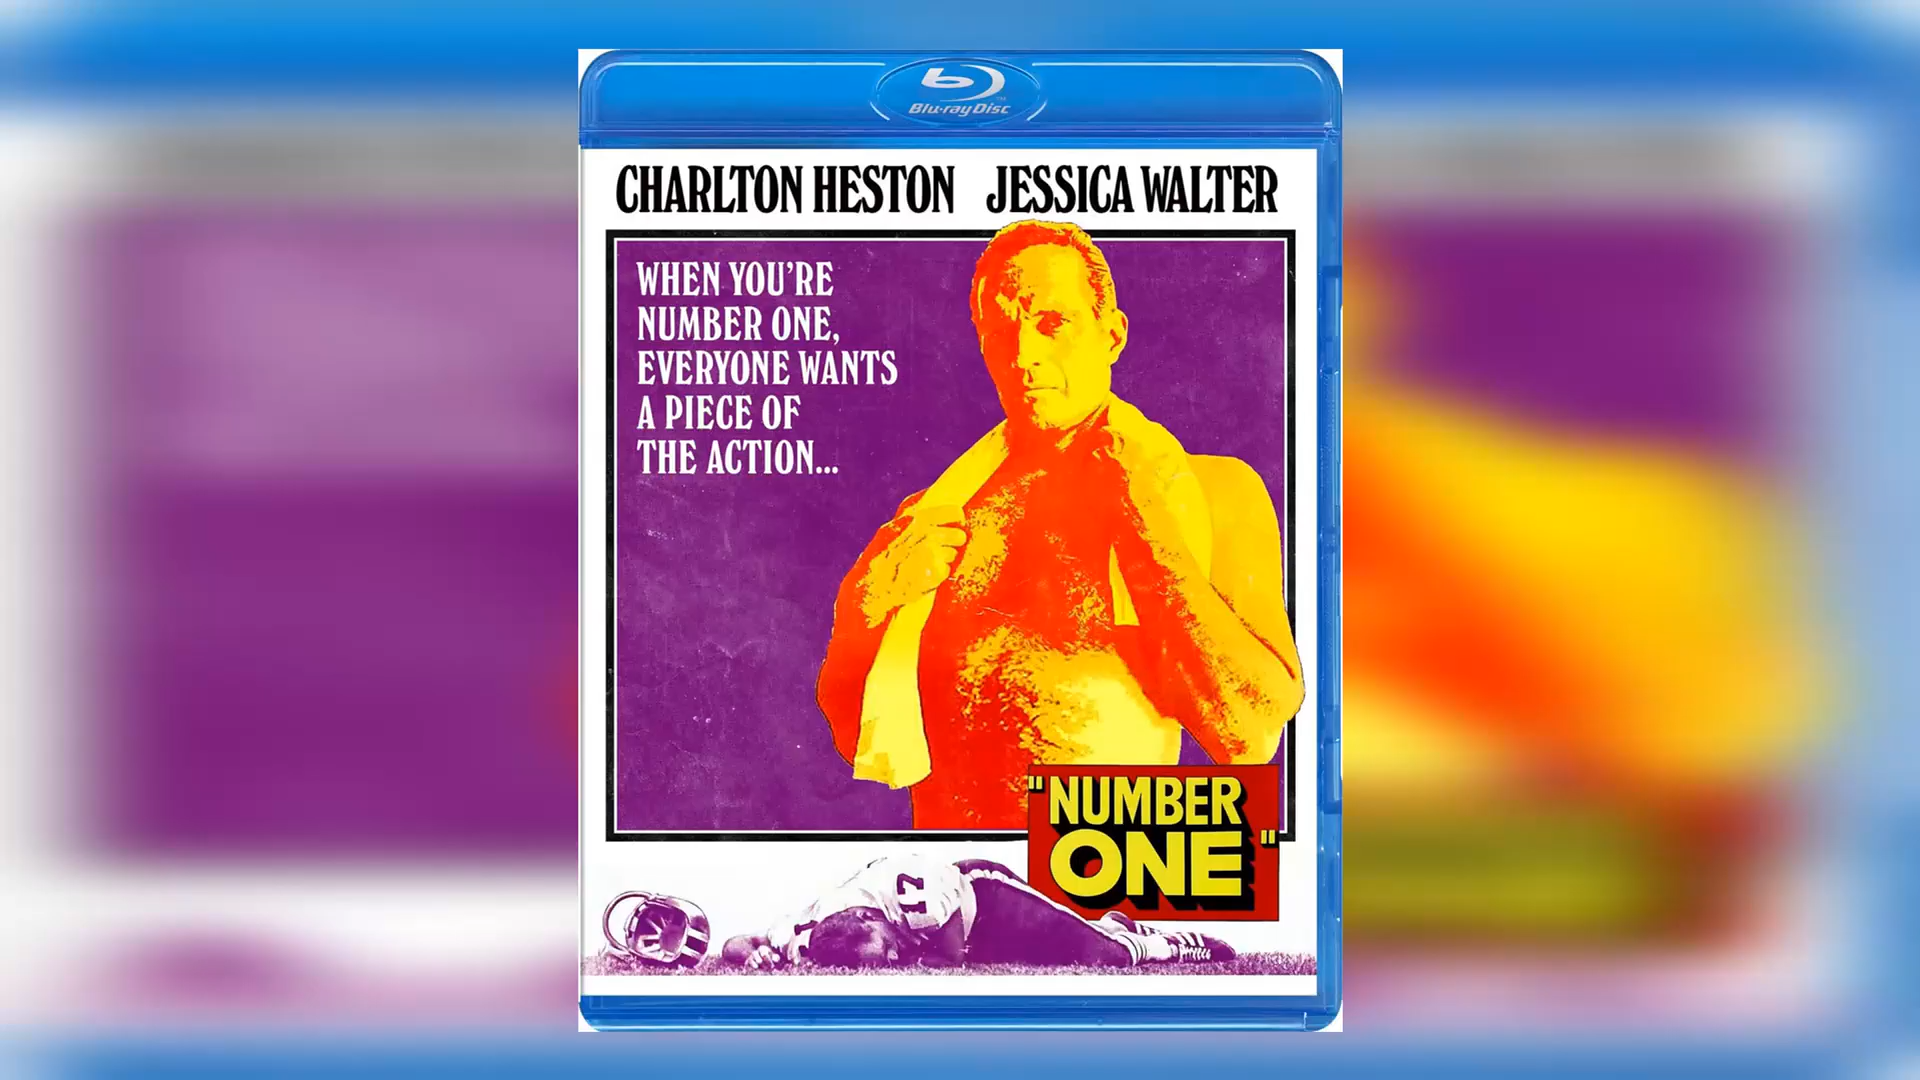 Blu-ray Disc
CHARLTON HESTON JESSICA WALTER
WHEN YOU'RE
NUMBER ONE,
EVERYONE WANTS
A PIECE OF
THE ACTION...
"NUMBER
ONE"
17